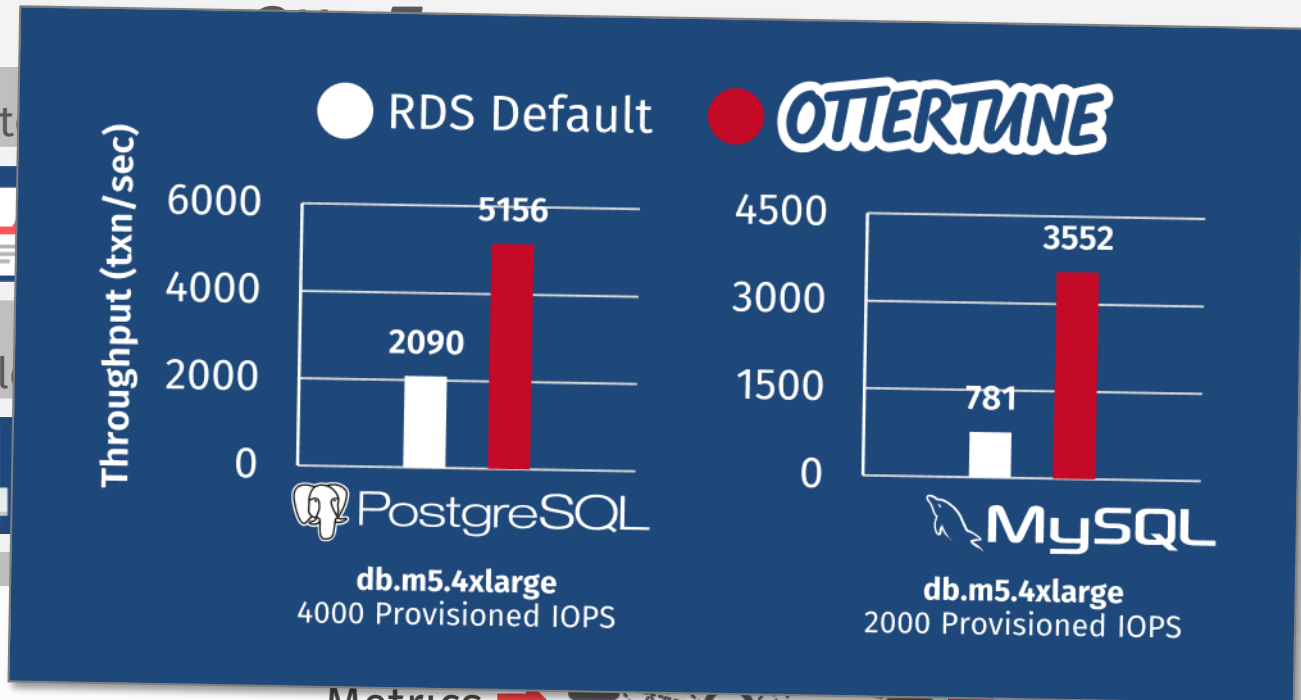 RDS Default
OTTERTUNE
Throughput (txn/sec)
6000
4000
2000
0
5156
2090
PostgreSQL
db.m5.4xlarge
4000 Provisioned IOPS
4500
3000
1500
0
3552
781
MySQL
db.m5.4xlarge
2000 Provisioned IOPS
Metrics